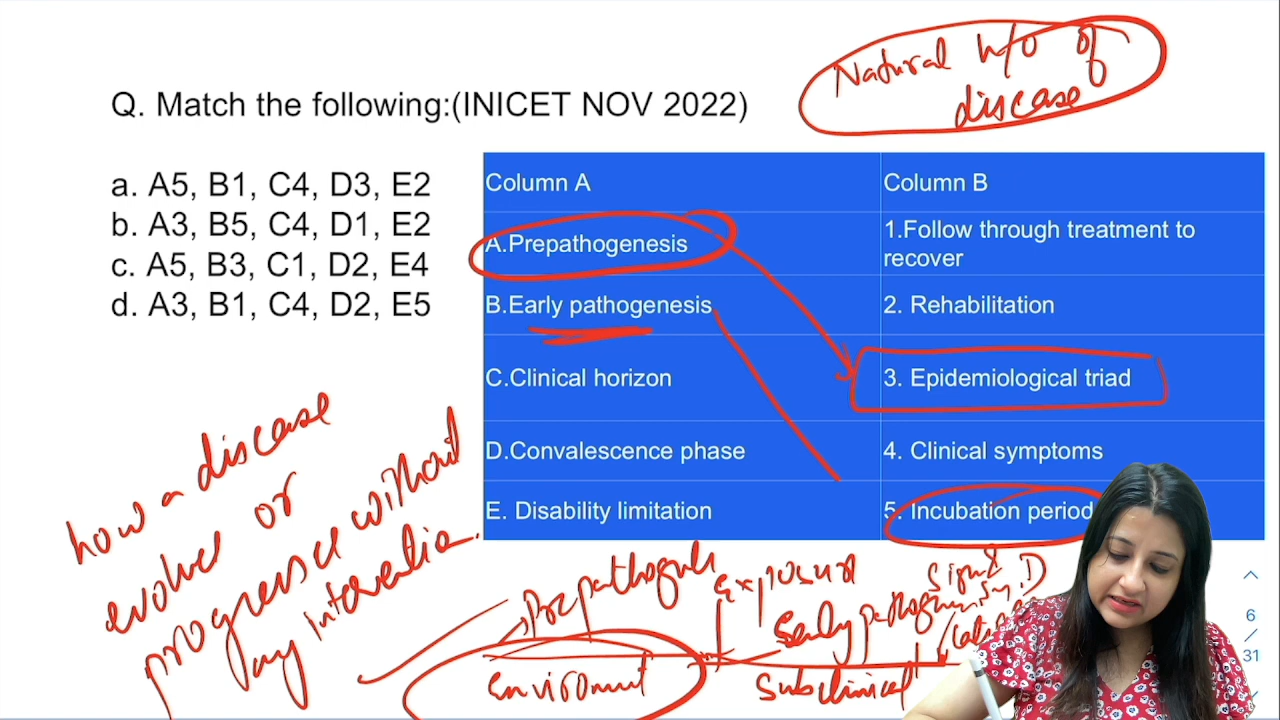 Natural h/o of
disease
Q. Match the following:(INICET NOV 2022)
a. A5, B1, C4, D3, E2
b. A3, B5, C4, D1, E2
c. A5, B3, C1, D2, E4
d. A3, B1, C4, D2, E5
Column A
Column B
A.Prepathogenesis
1.Follow through treatment to
recover
B.Early pathogenesis
2. Rehabilitation
C.Clinical horizon
3. Epidemiological triad
D.Convalescence phase
4. Clinical symptoms
E. Disability limitation
5. Incubation period
how a disease
evolves or
progresses without
any intervention.
Exposure
Sign &
environment
Subclinical
6
/
31